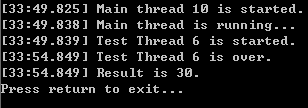 [33:49.825] Main thread 10 is started.
[33:49.838] Main thread is running...
[33:49.839] Test Thread 6 is started.
[33:54.849] Test Thread 6 is over.
[33:54.849] Result is 30.
Press return to exit...